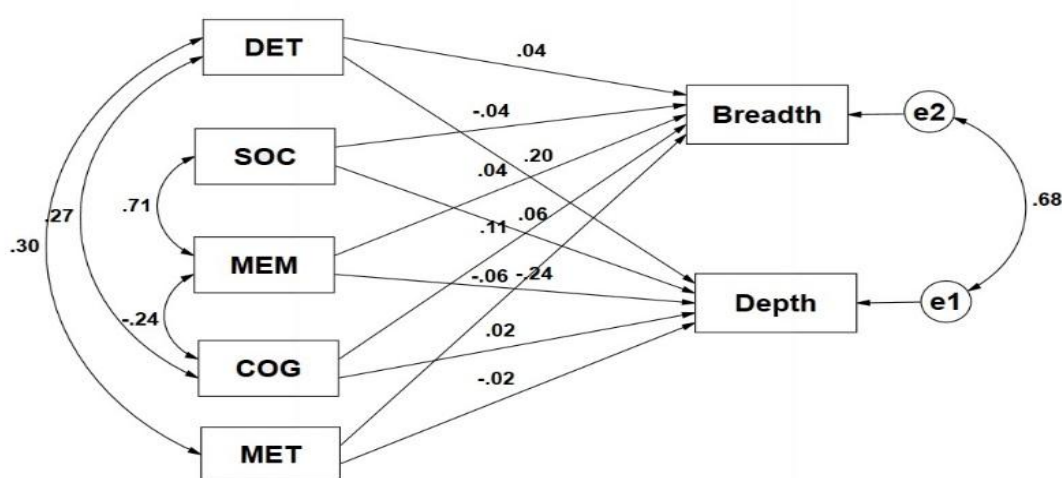 DET
.04
Breadth
e2
-.04
SOC
.04
.20
.68
.71
.27
.30
.11
.06
MEM
-.06
-.24
Depth
e1
-.24
.02
COG
-.02
MET